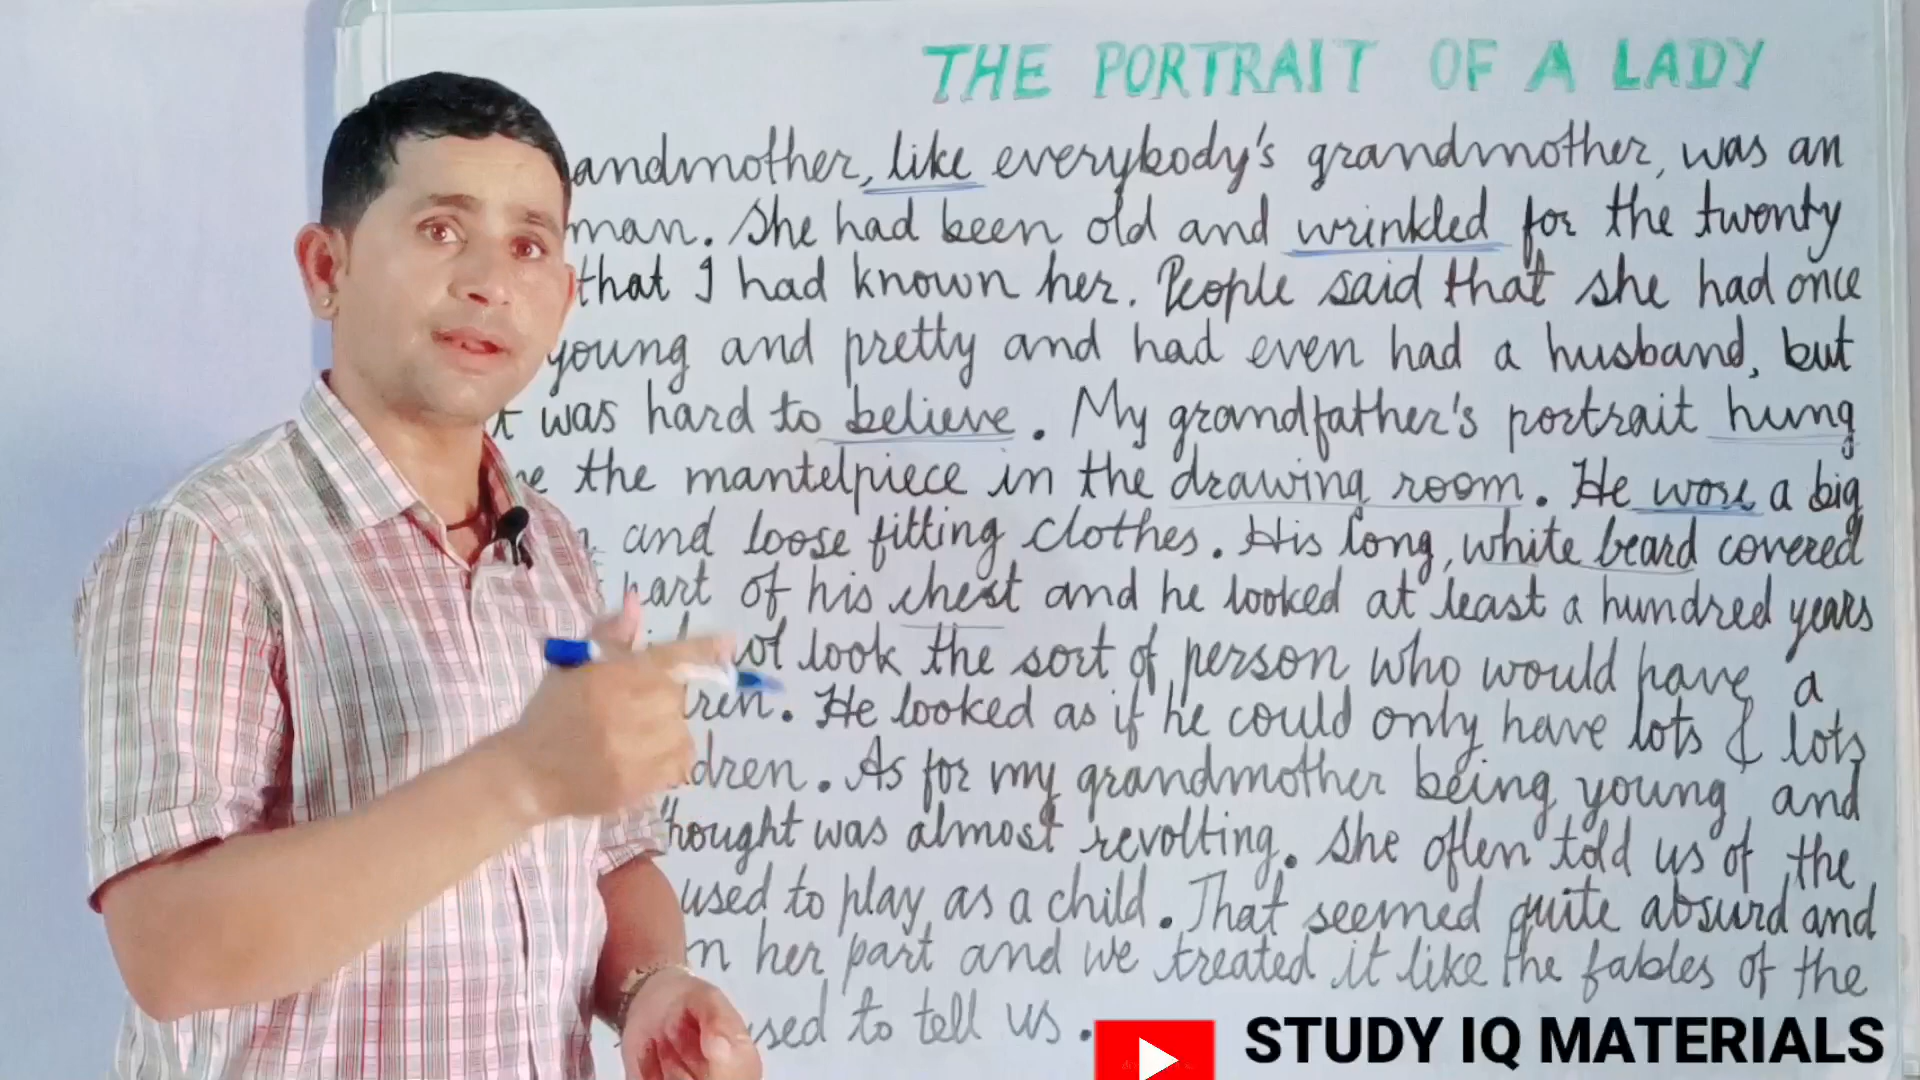 THE PORTRAIT OF A LADY
andmother, like everybody's grandmother, was an
man. She had been old and wrinkled for the twenty
that I had known her. People said that she had once
young and pretty and had even had a husband, but
t was hard to believe. My grandfather's portrait hung
e the mantelpiece in the drawing room. He wore a big
n and loose fitting clothes. His long, white beard covered
t part of his chest and he looked at least a hundred years
not look the sort of person who would have a
dren. He looked as if he could only have lots & lots
ldren. As for my grandmother being young and
thought was almost revolting. She often told us of the
used to play as a child. That seemed quite absurd and
n her part and we treated it like the fables of the
used to tell us.
STUDY IQ MATERIALS